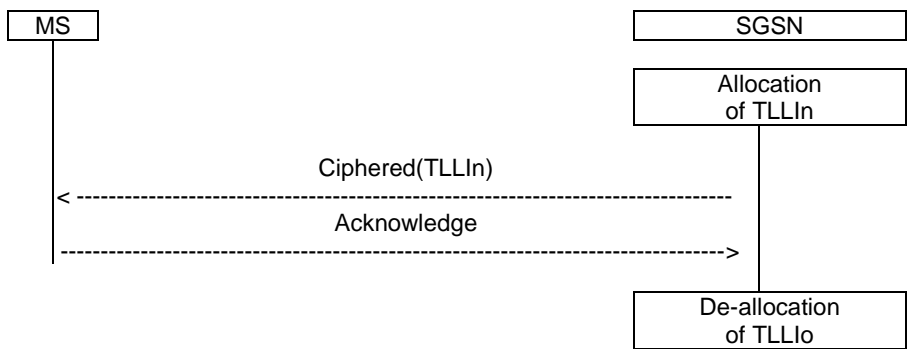 MS
SGSN
Allocation
of TLLIn
Ciphered(TLLIn)
< ------------------------------------------------------------------------------------
Acknowledge
------------------------------------------------------------------------------------->
De-allocation
of TLLIo